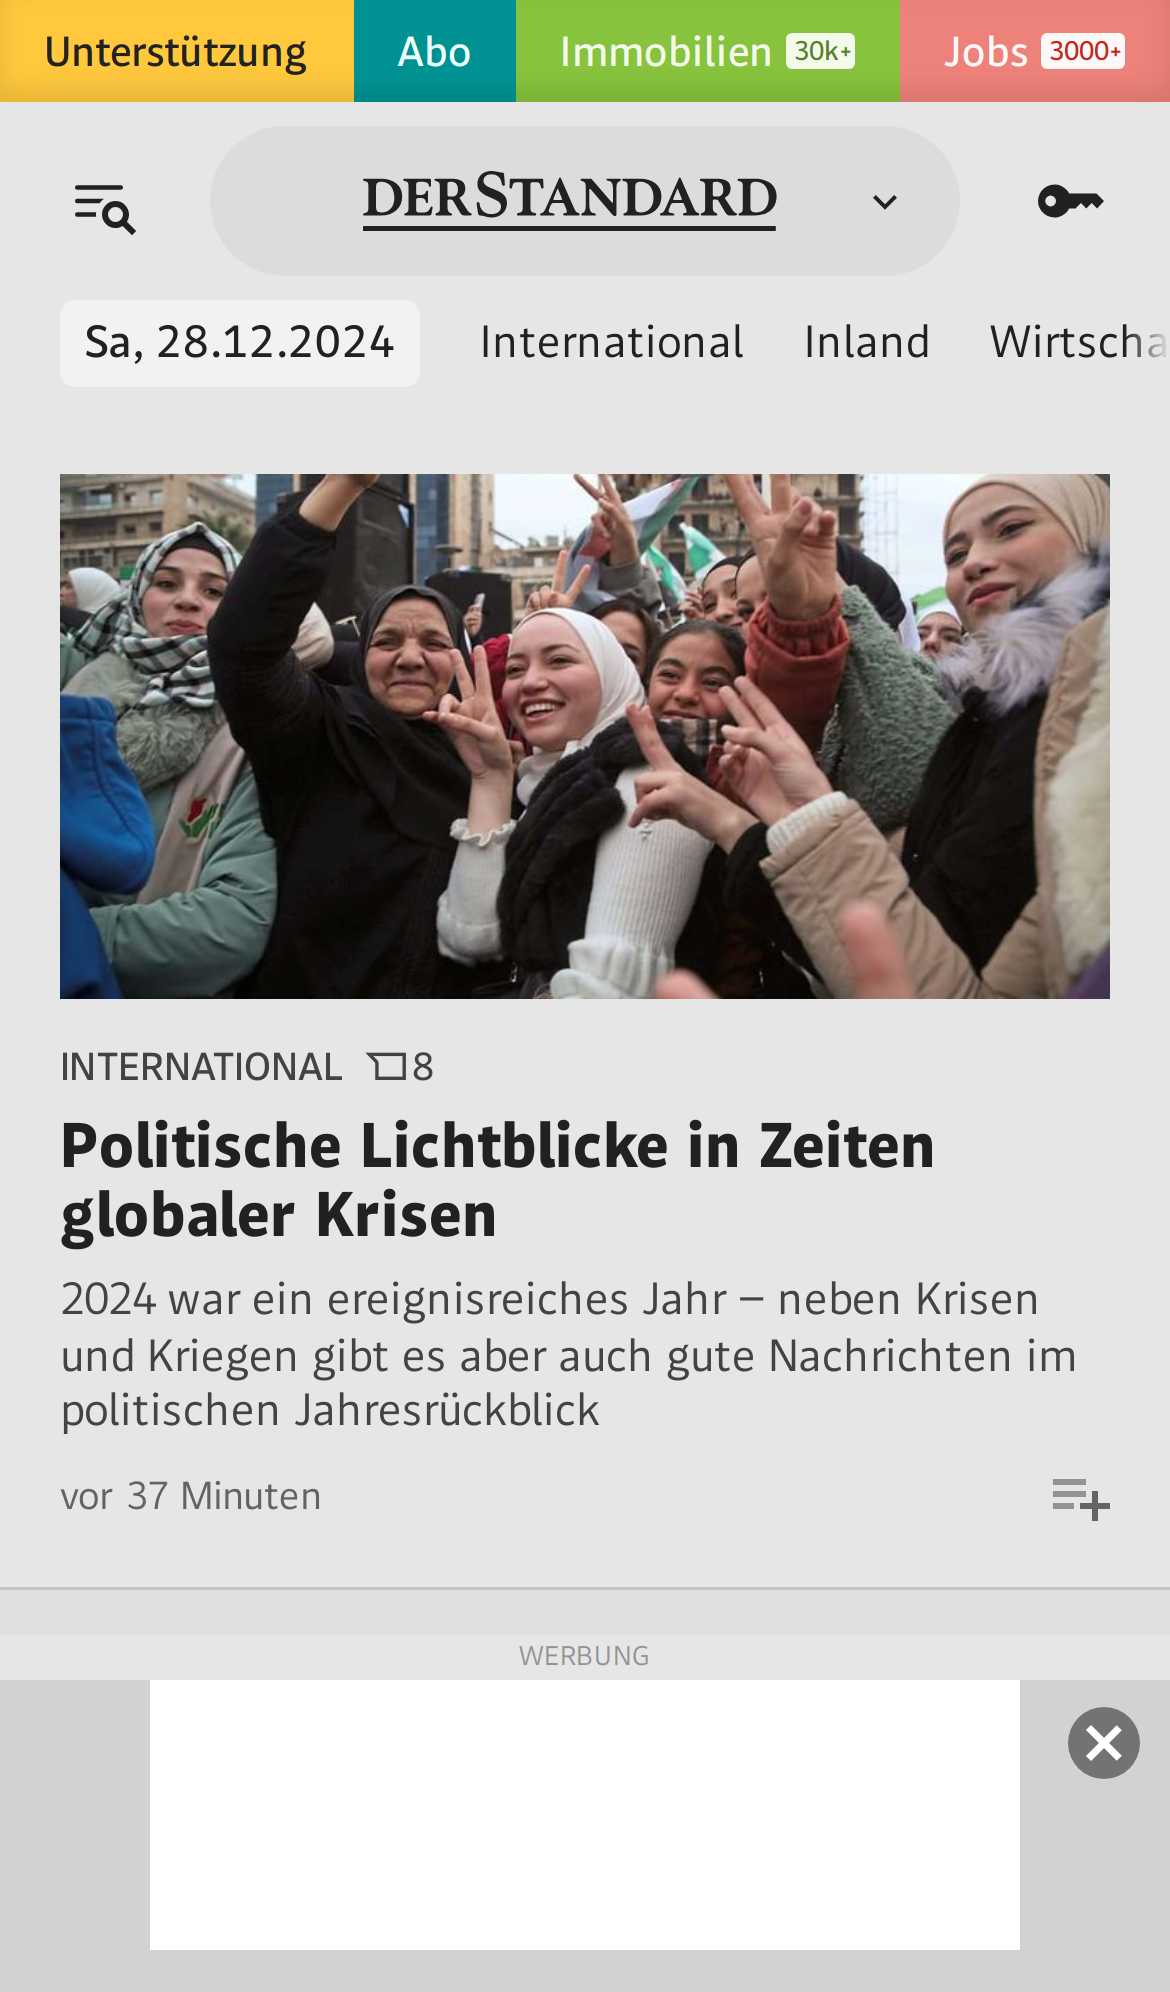 Unterstützung
Abo
Immobilien 30k+
Jobs 3000+
DERSTANDARD
Sa, 28.12.2024
International
Inland
Wirtscha
INTERNATIONAL 8
Politische Lichtblicke in Zeiten
globaler Krisen
2024 war ein ereignisreiches Jahr – neben Krisen
und Kriegen gibt es aber auch gute Nachrichten im
politischen Jahresrückblick
vor 37 Minuten
WERBUNG